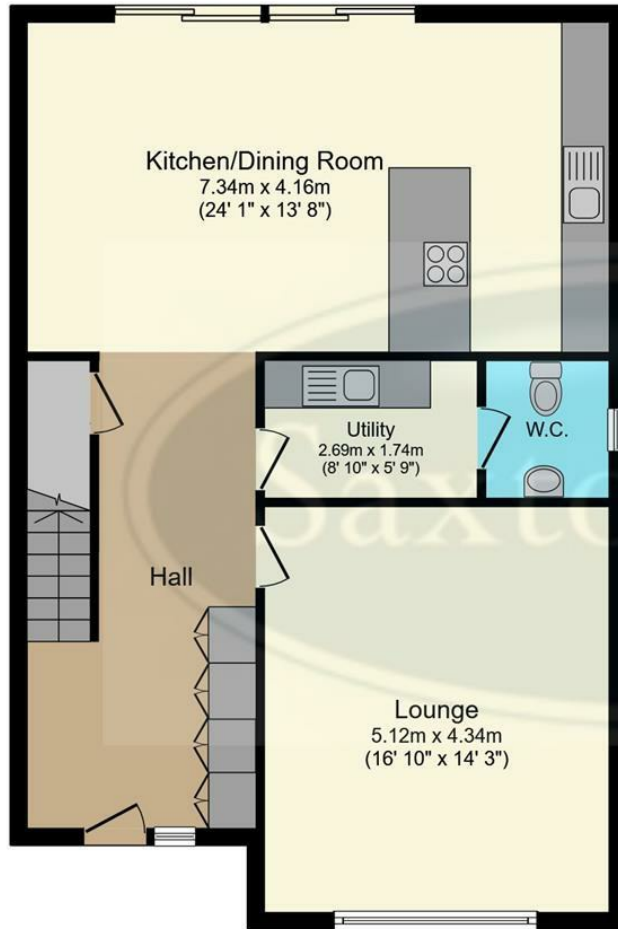 Kitchen/Dining Room
7.34m x 4.16m
(24' 1" x 13' 8")
Utility
2.69m x 1.74m
(8' 10" x 5' 9")
W.C.
Saxto
Hall
Lounge
5.12m x 4.34m
(16' 10" x 14' 3")